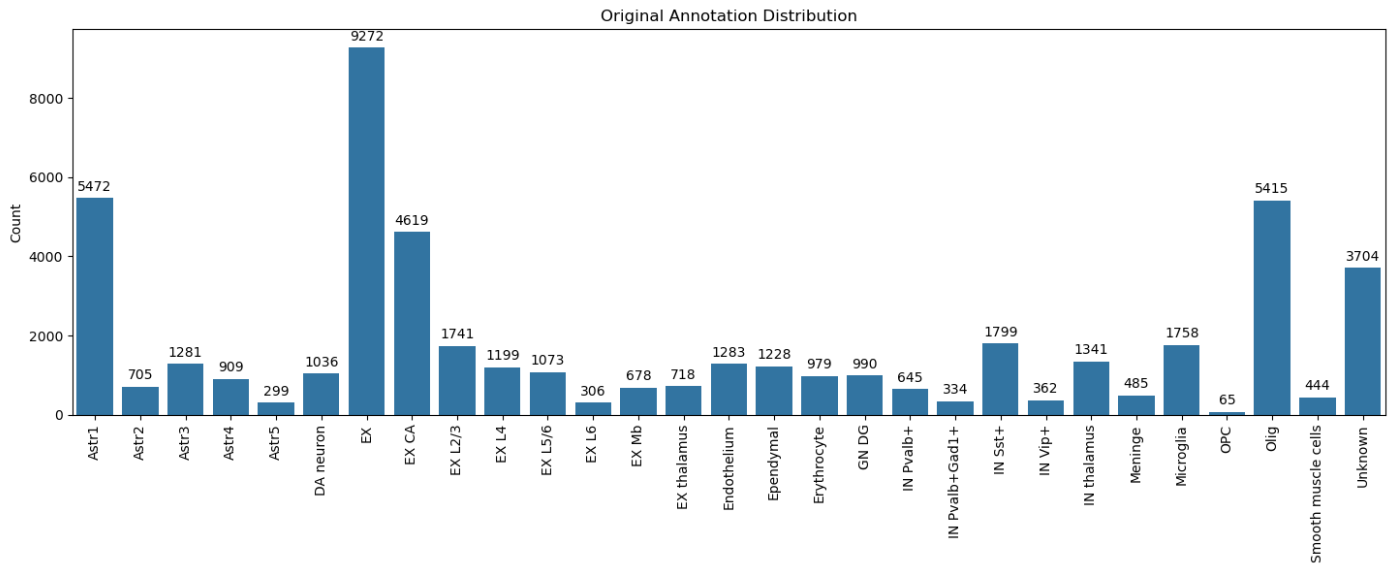 Original Annotation Distribution
Count
8000
6000
4000
2000
0
5472
705
1281
909
299
1036
9272
4619
1741
1199
1073
306
678
718
1283
1228
979
990
645
334
1799
362
1341
485
1758
65
5415
444
3704
Astr1
Astr2
Astr3
Astr4
Astr5
DA neuron
EX
EX CA
EX L2/3
EX L4
EX L5/6
EX L6
EX Mb
EX thalamus
Endothelium
Ependymal
Erythrocyte
GN DG
IN Pvalb+
IN Pvalb+Gad1+
IN Sst+
IN Vip+
IN thalamus
Meninge
Microglia
OPC
Olig
Smooth muscle cells
Unknown